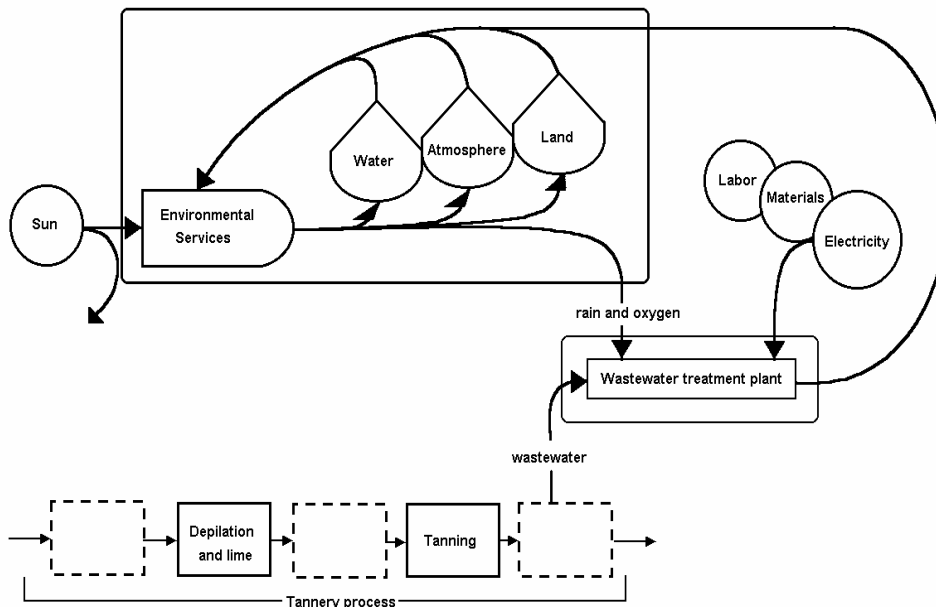 Land
Atmosphere
Water
Labor
Materials
Sun
Environmental
Services
Electricity
rain and oxygen
Wastewater treatment plant
wastewater
Depilation
and lime
Tanning
Tannery process